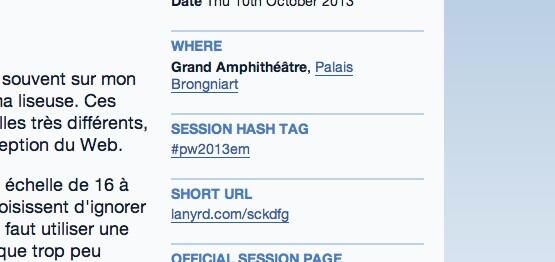 souvent sur mon
ma liseuse. Ces
lles très différents,
eption du Web.
échelle de 16 à
oisissent d'ignorer
faut utiliser une
que trop peu
Date Thu 10th October 2013
WHERE
Grand Amphithéâtre, Palais
Brongniart
SESSION HASH TAG
#pw2013em
SHORT URL
lanyrd.com/sckdfg
OFFICIAL SESSION PAGE